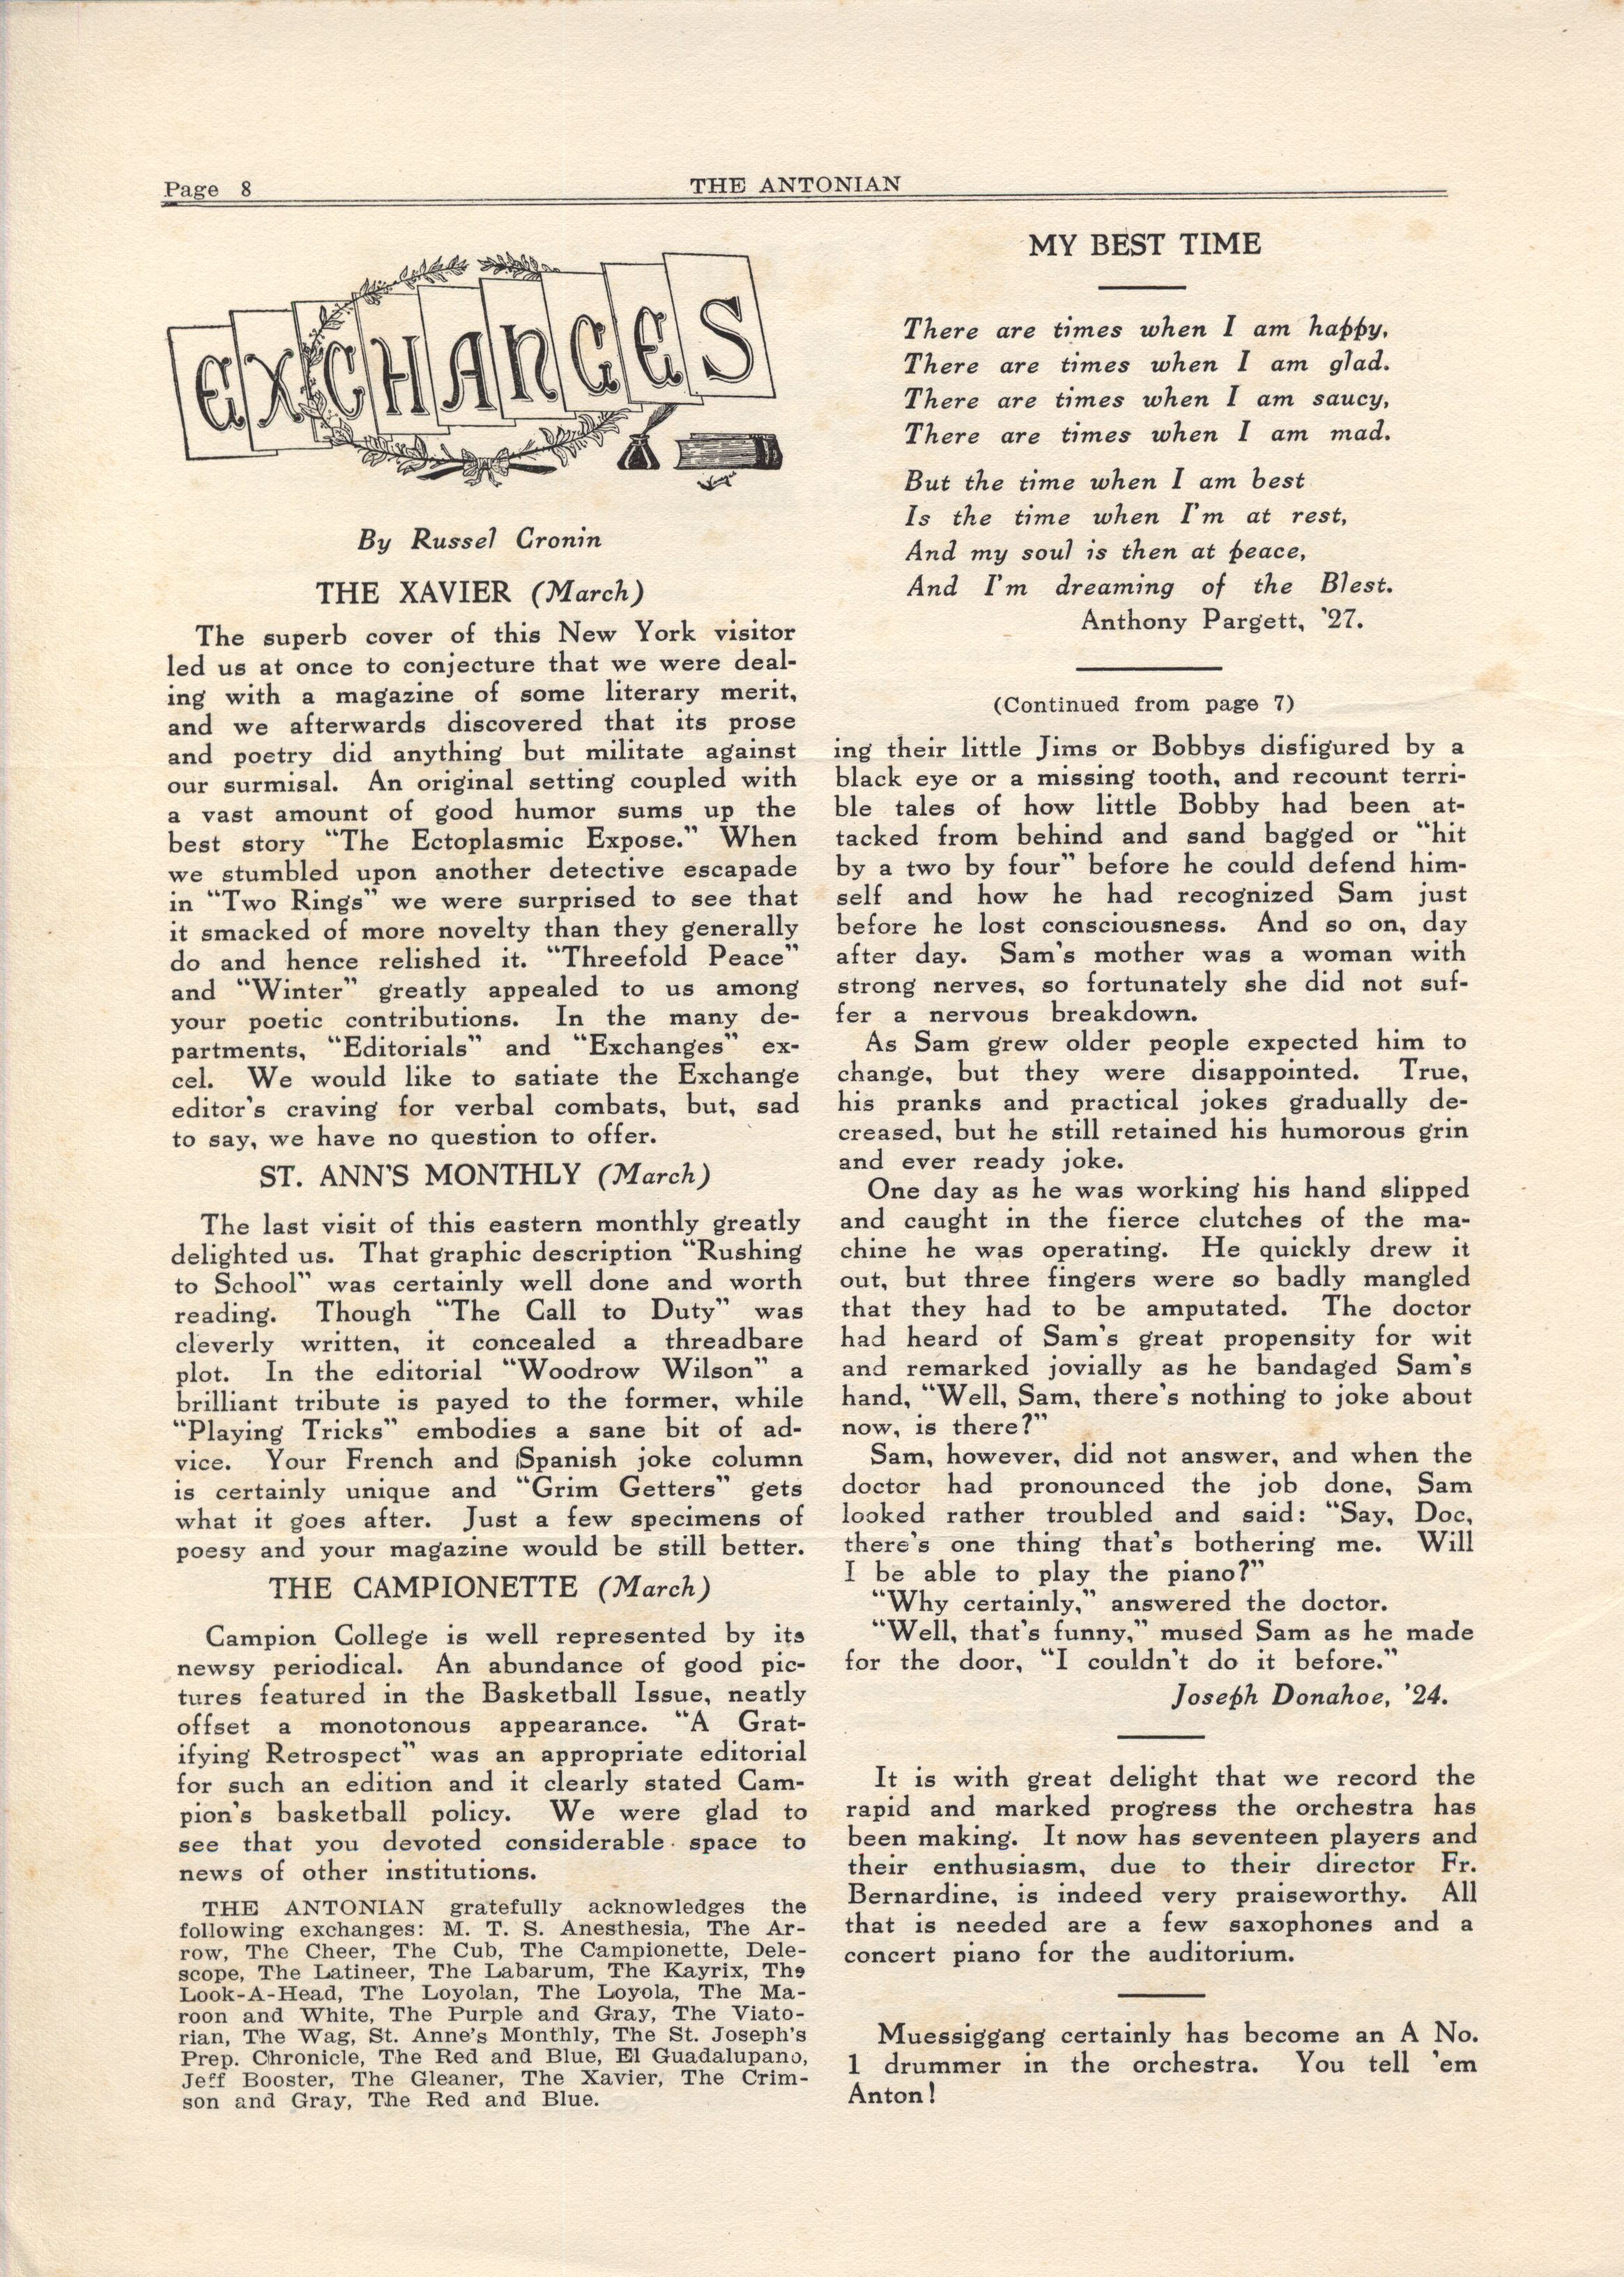 Page 8
THE ANTONIAN
EXCHANGES
By Russel Cronin
THE XAVIER (March)
The superb cover of this New York visitor
led us at once to conjecture that we were deal-
ing with a magazine of some literary merit,
and we afterwards discovered that its prose
and poetry did anything but militate against
our surmisal. An original setting coupled with
a vast amount of good humor sums up the
best story “The Ectoplasmic Expose.” When
we stumbled upon another detective escapade
in “Two Rings” we were surprised to see that
it smacked of more novelty than they generally
do and hence relished it. “Threefold Peace”
and “Winter” greatly appealed to us among
your poetic contributions. In the many de-
partments, “Editorials” and “Exchanges” ex-
cel. We would like to satiate the Exchange
editor's craving for verbal combats, but, sad
to say, we have no question to offer.
ST. ANN'S MONTHLY (March)
The last visit of this eastern monthly greatly
delighted us. That graphic description “Rushing
to School” was certainly well done and worth
reading. Though “The Call to Duty” was
cleverly written, it concealed a threadbare
plot. In the editorial “Woodrow Wilson” a
brilliant tribute is payed to the former, while
“Playing Tricks” embodies a sane bit of ad-
vice. Your French and Spanish joke column
is certainly unique and “Grim Getters” gets
what it goes after. Just a few specimens of
poesy and your magazine would be still better.
THE CAMPIONETTE (March)
Campion College is well represented by its
newsy periodical. An abundance of good pic-
tures featured in the Basketball Issue, neatly
offset a monotonous appearance. “A Grat-
ifying Retrospect” was an appropriate editorial
for such an edition and it clearly stated Cam-
pion's basketball policy. We were glad to
see that you devoted considerable space to
news of other institutions.
THE ANTONIAN gratefully acknowledges the
following exchanges: M. T. S. Anesthesia, The Ar-
row, The Cheer, The Cub, The Campionette, Dele-
scope, The Latineer, The Labarum, The Kayrix, The
Look-A-Head, The Loyolan, The Loyola, The Ma-
roon and White, The Purple and Gray, The Viato-
rian, The Wag, St. Anne's Monthly, The St. Joseph's
Prep. Chronicle, The Red and Blue, El Guadalupano,
Jeff Booster, The Gleaner, The Xavier, The Crim-
son and Gray, The Red and Blue.
MY BEST TIME
There are times when I am happy,
There are times when I am glad.
There are times when I am saucy,
There are times when I am mad.
But the time when I am best
Is the time when I'm at rest,
And my soul is then at peace,
And I'm dreaming of the Blest.
Anthony Pargett, '27.
(Continued from page 7)
ing their little Jims or Bobbys disfigured by a
black eye or a missing tooth, and recount terri-
ble tales of how little Bobby had been at-
tacked from behind and sand bagged or “hit
by a two by four” before he could defend him-
self and how he had recognized Sam just
before he lost consciousness. And so on, day
after day. Sam's mother was a woman with
strong nerves, so fortunately she did not suf-
fer a nervous breakdown.
As Sam grew older people expected him to
change, but they were disappointed. True,
his pranks and practical jokes gradually de-
creased, but he still retained his humorous grin
and ever ready joke.
One day as he was working his hand slipped
and caught in the fierce clutches of the ma-
chine he was operating. He quickly drew it
out, but three fingers were so badly mangled
that they had to be amputated. The doctor
had heard of Sam's great propensity for wit
and remarked jovially as he bandaged Sam's
hand, “Well, Sam, there's nothing to joke about
now, is there?”
Sam, however, did not answer, and when the
doctor had pronounced the job done, Sam
looked rather troubled and said: “Say, Doc,
there's one thing that's bothering me. Will
I be able to play the piano?”
“Why certainly,” answered the doctor.
“Well, that's funny,” mused Sam as he made
for the door, “I couldn't do it before.”
Joseph Donahoe, '24.
It is with great delight that we record the
rapid and marked progress the orchestra has
been making. It now has seventeen players and
their enthusiasm, due to their director Fr.
Bernardine, is indeed very praiseworthy. All
that is needed are a few saxophones and a
concert piano for the auditorium.
Muessiggang certainly has become an A No.
1 drummer in the orchestra. You tell 'em
Anton!